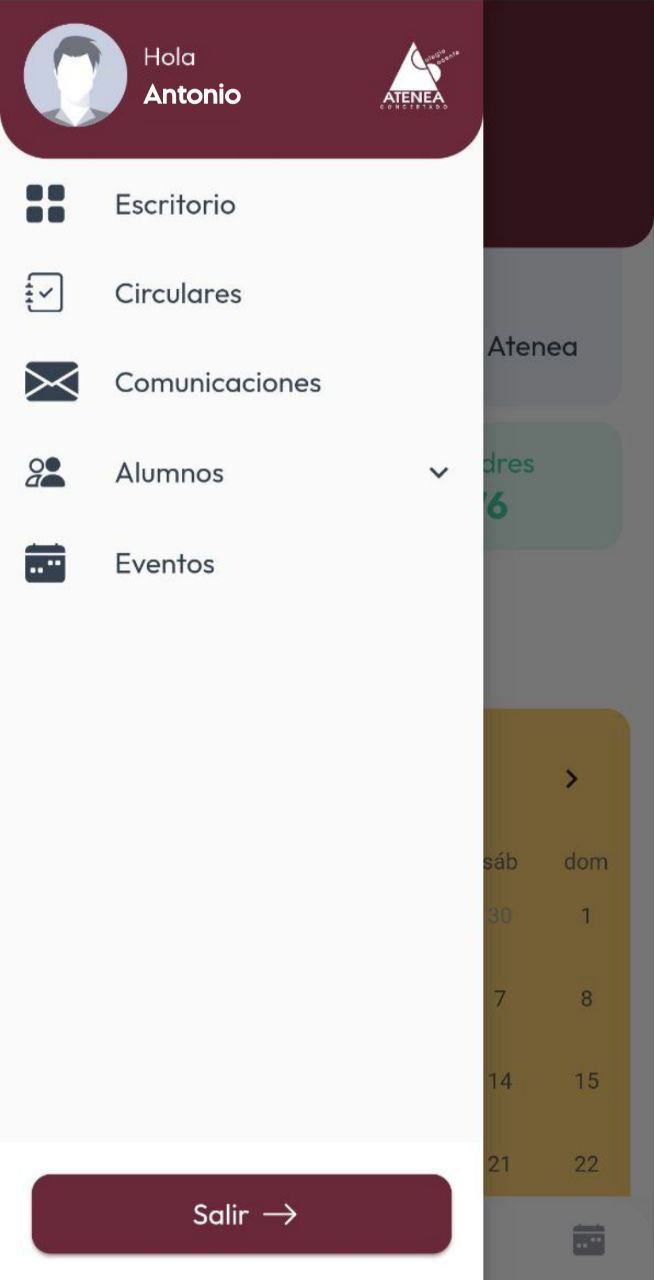 Hola
Antonio
Colegio
Docente
ATENEA
CONCERTADO
Escritorio
Circulares
Comunicaciones
Alumnos
Eventos
Salir
Atenea
dres
76
sáb dom
30 1
7 8
14 15
21 22